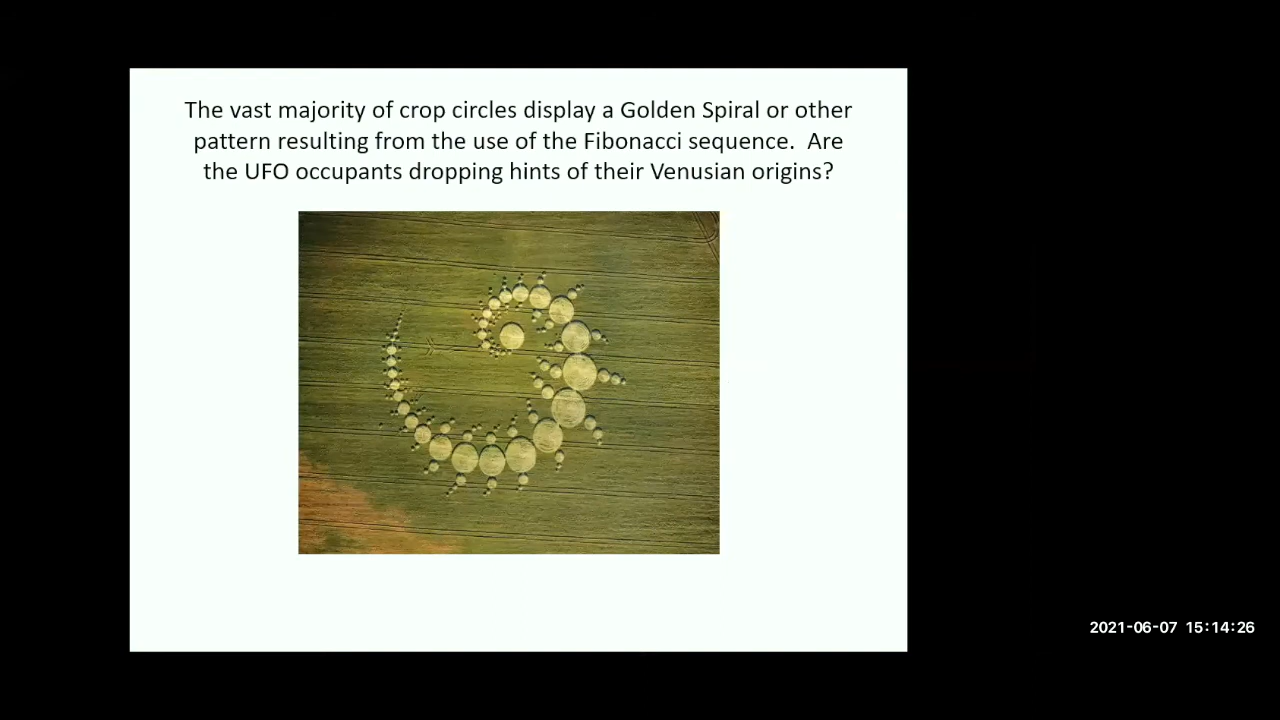 The vast majority of crop circles display a Golden Spiral or other
pattern resulting from the use of the Fibonacci sequence.  Are
the UFO occupants dropping hints of their Venusian origins?
2021-06-07 15:14:26